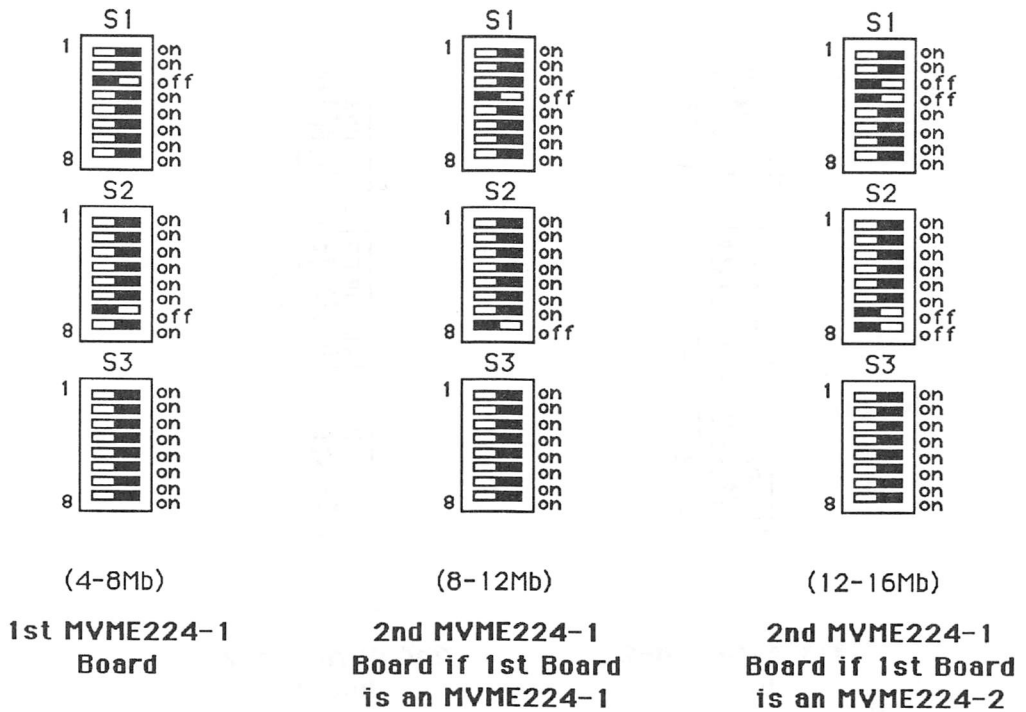 S1
1
on
on
off
on
on
on
on
on
8
S2
1
on
on
on
on
on
on
off
on
8
S3
1
on
on
on
on
on
on
on
on
8
(4-8Mb)
1st MVME224-1
Board
S1
1
on
on
on
off
on
on
on
on
8
S2
1
on
on
on
on
on
on
on
off
8
S3
1
on
on
on
on
on
on
on
on
8
(8-12Mb)
2nd MVME224-1
Board if 1st Board
is an MVME224-1
S1
1
on
on
off
off
on
on
on
on
8
S2
1
on
on
on
on
on
on
off
off
8
S3
1
on
on
on
on
on
on
on
on
8
(12-16Mb)
2nd MVME224-1
Board if 1st Board
is an MVME224-2